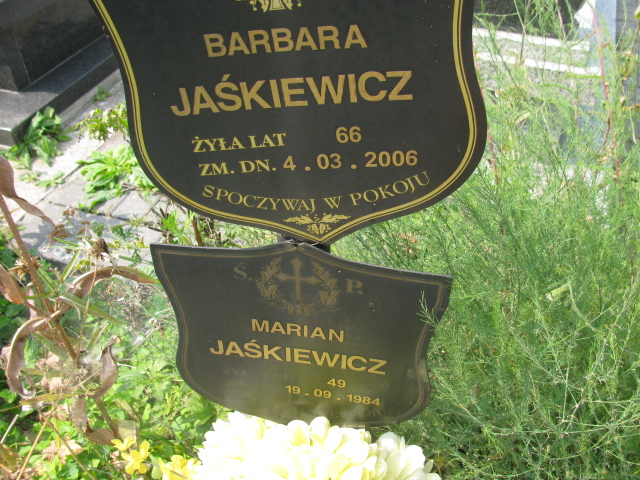 BARBARA
JAŚKIEWICZ
ŻYŁA LAT 66
ZM. DN. 4.03.2006
SPOCZYWAJ W POKOJU
Ś. P.
MARIAN
JAŚKIEWICZ
49
19-09-1984